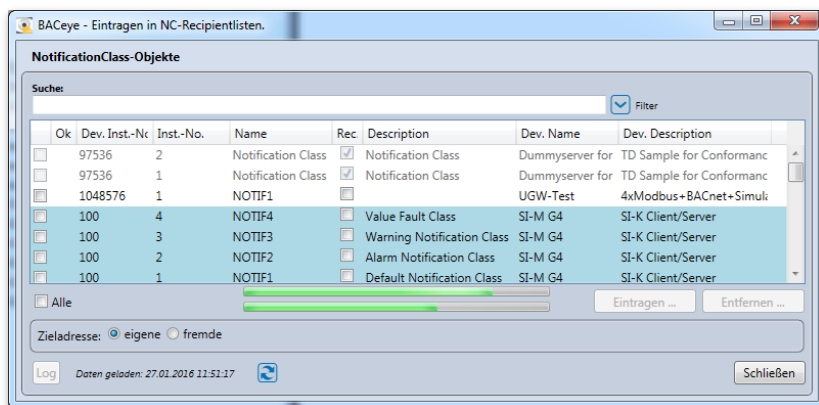 BACeye - Eintragen in NC-Recipientlisten.
NotificationClass-Objekte
Suche:
Filter
Ok Dev. Inst.-Nc Inst.-No. Name Rec. Description Dev. Name Dev. Description
97536 2 Notification Class Notification Class Dummyserver for TD Sample for Conformanc
97536 1 Notification Class Notification Class Dummyserver for TD Sample for Conformanc
1048576 1 NOTIF1 UGW-Test 4xModbus+BACnet+Simula
100 4 NOTIF4 Value Fault Class SI-M G4 SI-K Client/Server
100 3 NOTIF3 Warning Notification Class SI-M G4 SI-K Client/Server
100 2 NOTIF2 Alarm Notification Class SI-M G4 SI-K Client/Server
100 1 NOTIF1 Default Notification Class SI-M G4 SI-K Client/Server
Alle Eintragen ... Entfernen ...
Zieladresse: eigene fremde
Log Daten geladen: 27.01.2016 11:51:17 Schließen